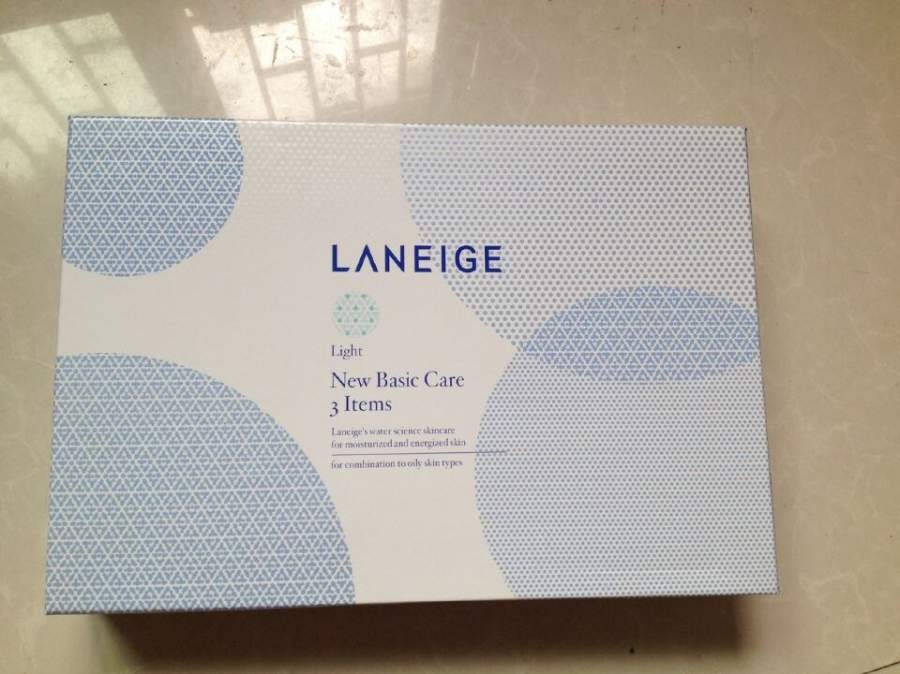 LANEIGE
Light
New Basic Care
3 Items
Laneige's water science skincare
for moisturized and energized skin
for combination to oily skin types